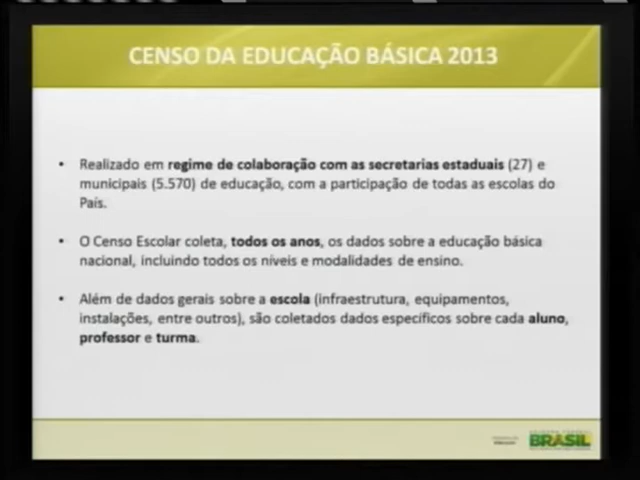 CENSO DA EDUCAÇÃO BÁSICA 2013
• Realizado em regime de colaboração com as secretarias estaduais (27) e
municipais (5.570) de educação, com a participação de todas as escolas do
País.
• O Censo Escolar coleta, todos os anos, os dados sobre a educação básica
nacional, incluindo todos os níveis e modalidades de ensino.
• Além de dados gerais sobre a escola (infraestrutura, equipamentos,
instalações, entre outros), são coletados dados específicos sobre cada aluno,
professor e turma.
BRASIL